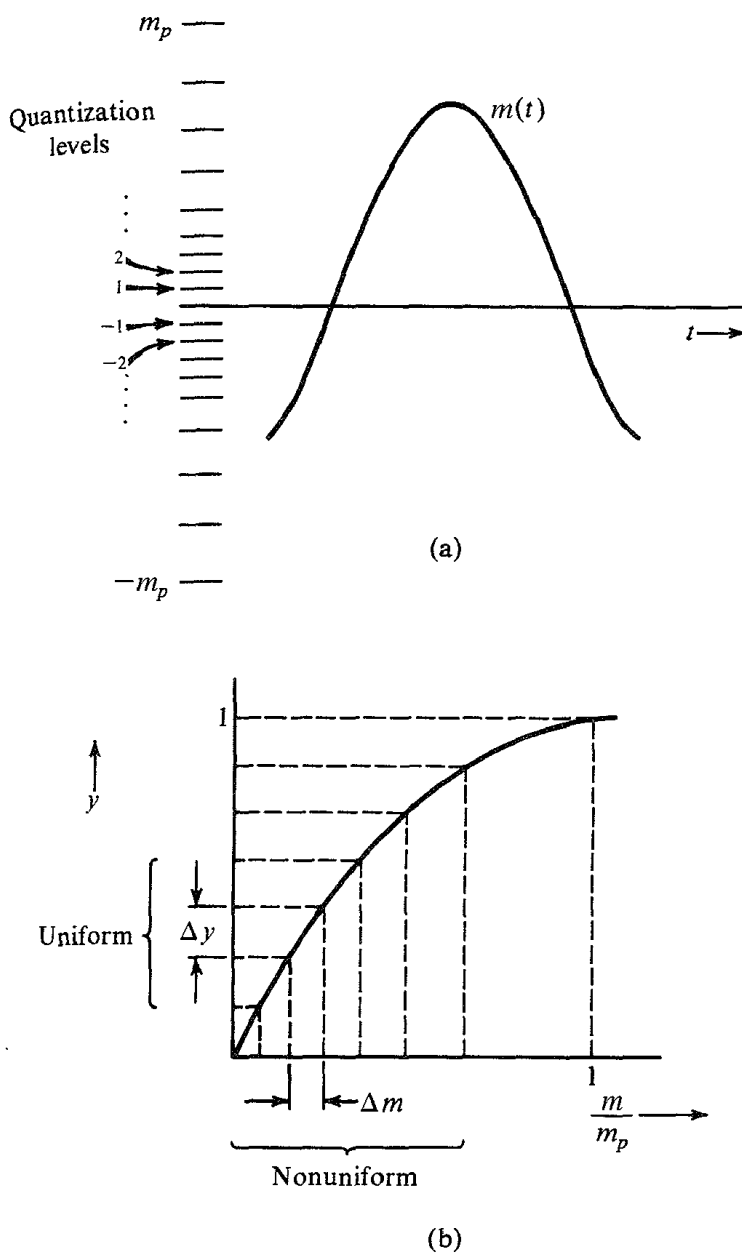 m_p
Quantization
levels
m(t)
2
1
−1
−2
t
(a)
−m_p
1
y
Uniform
Δy
1
Δm
m
m_p
Nonuniform
(b)